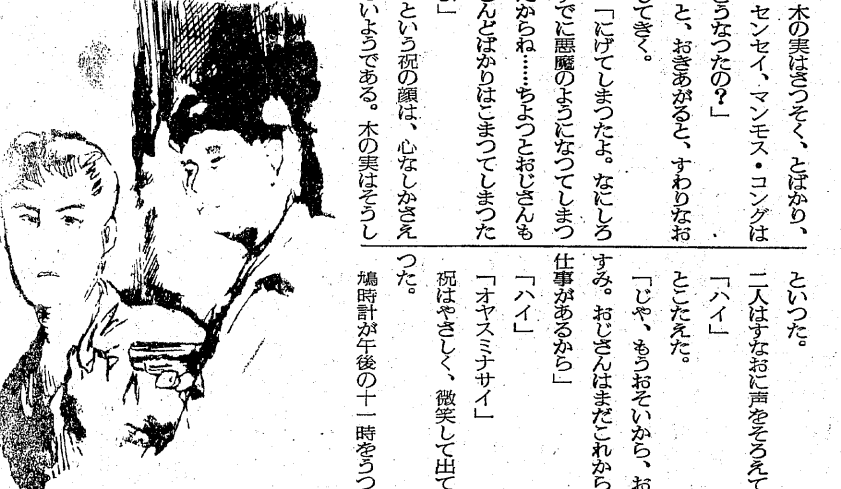 木の実はさつそく、とばかり、
センセイ、マンモス・コングは
うなつたの？」
と、おきあがると、すわりなお
してきく。
「にげてしまつたよ。なにしろ
でに悪魔のようになつてしまつ
からね……ちよつとおじさんも
んどばかりはこまつてしまつた
」
という祝の顔は、心なしかさえ
いようである。木の実はそうし
といつた。
二人はすなおに声をそろえて
「ハイ」
とこたえた。
「じや、もうおそいから、お
すみ。おじさんはまだこれから
仕事があるから」
「ハイ」
「オヤスミナサイ」
祝はやさしく、微笑して出て
つた。
鳩時計が午後の十一時をうつ